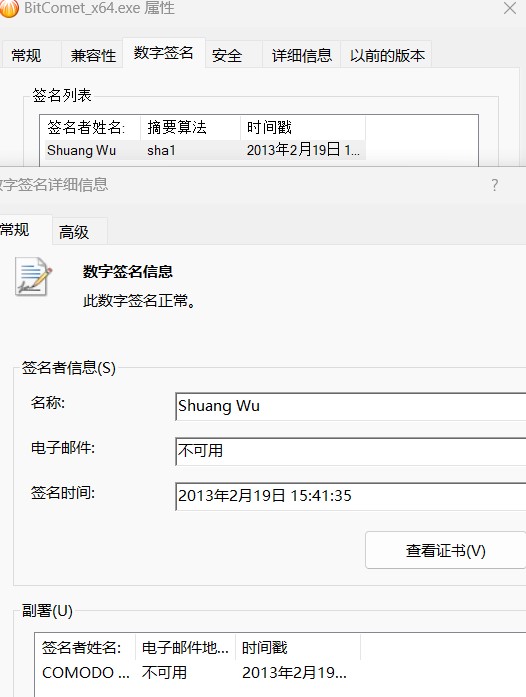 BitComet_x64.exe 属性
常规 兼容性 数字签名 安全 详细信息 以前的版本
签名列表
签名者姓名: 摘要算法 时间戳
Shuang Wu sha1 2013年2月19日 1...
数字签名详细信息 ?
常规 高级
数字签名信息
此数字签名正常。
签名者信息(S)
名称: Shuang Wu
电子邮件: 不可用
签名时间: 2013年2月19日 15:41:35
查看证书(V)
副署(U)
签名者姓名: 电子邮件地... 时间戳
COMODO ... 不可用 2013年2月19...